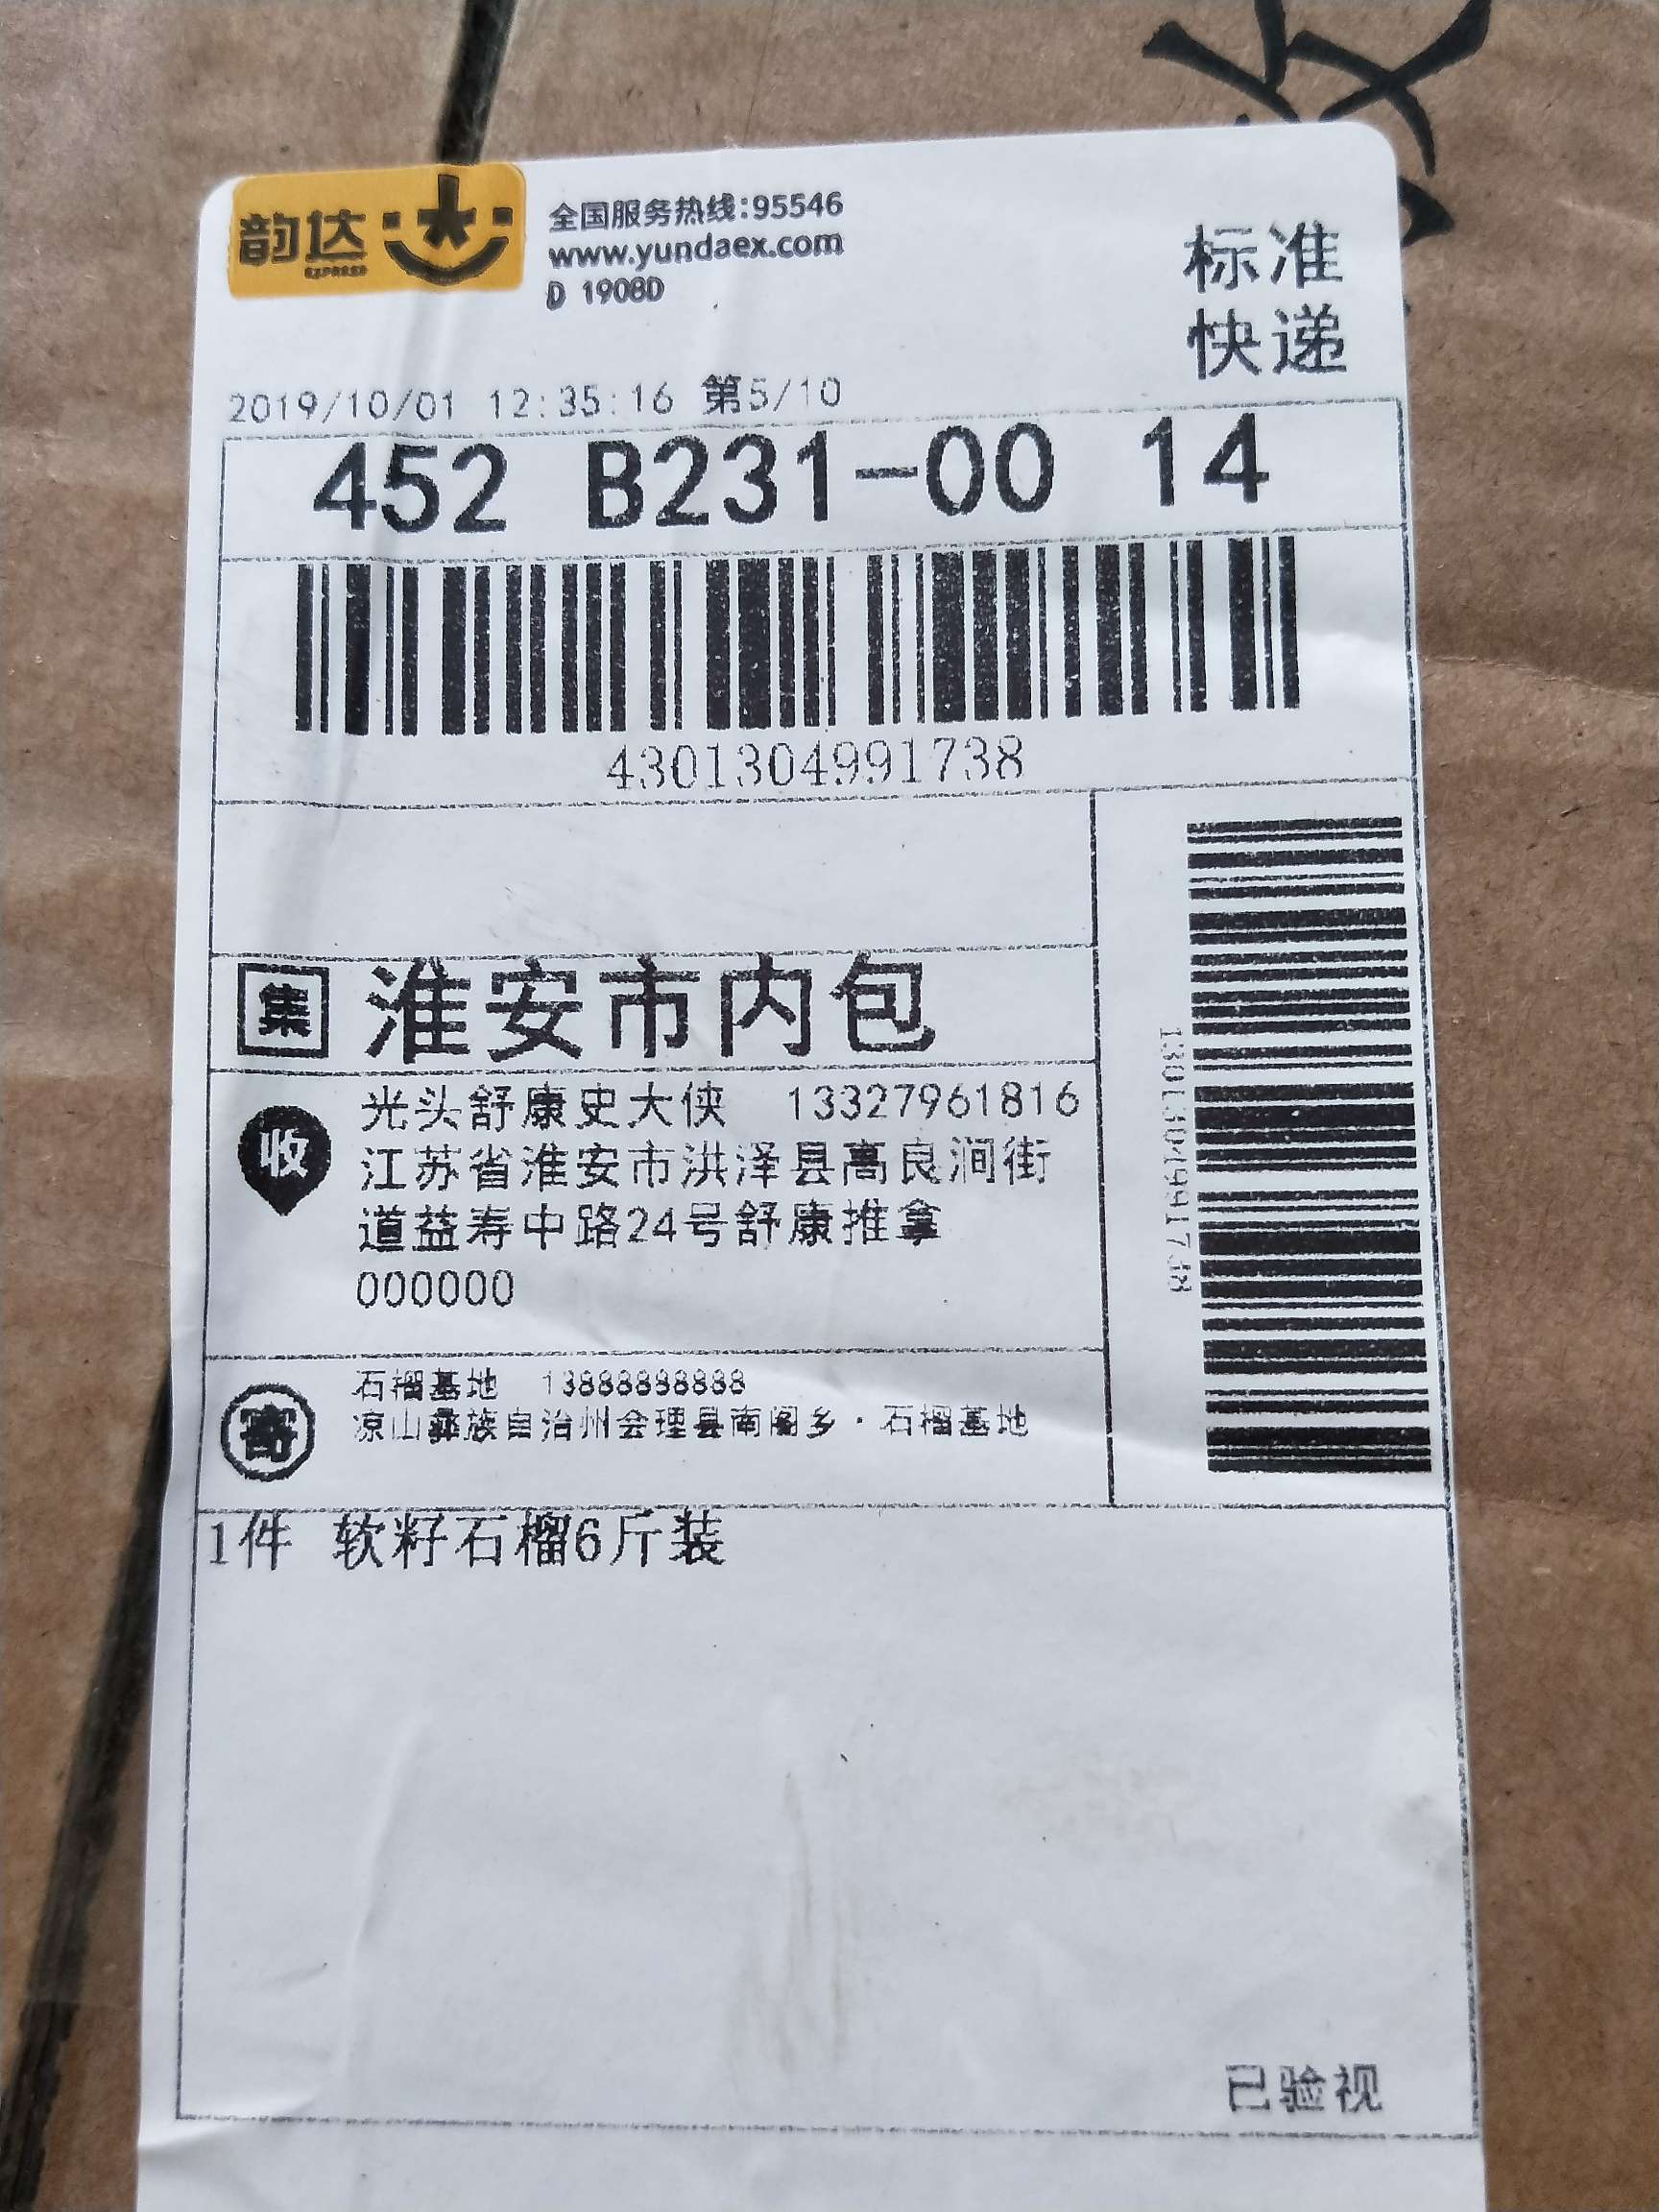 韵达
EXPRESS
全国服务热线:95546
www.yundaex.com
D 1908D
标准
快递
2019/10/01 12:35:16 第5/10
452 B231-00 14
4301304991738
集 淮安市内包
收
光头舒康史大侠 13327961816
江苏省淮安市洪泽县高良涧街
道益寿中路24号舒康推拿
000000
4301304991738
寄
石榴基地 13888888888
凉山彝族自治州会理县南阁乡·石榴基地
1件 软籽石榴6斤装
已验视